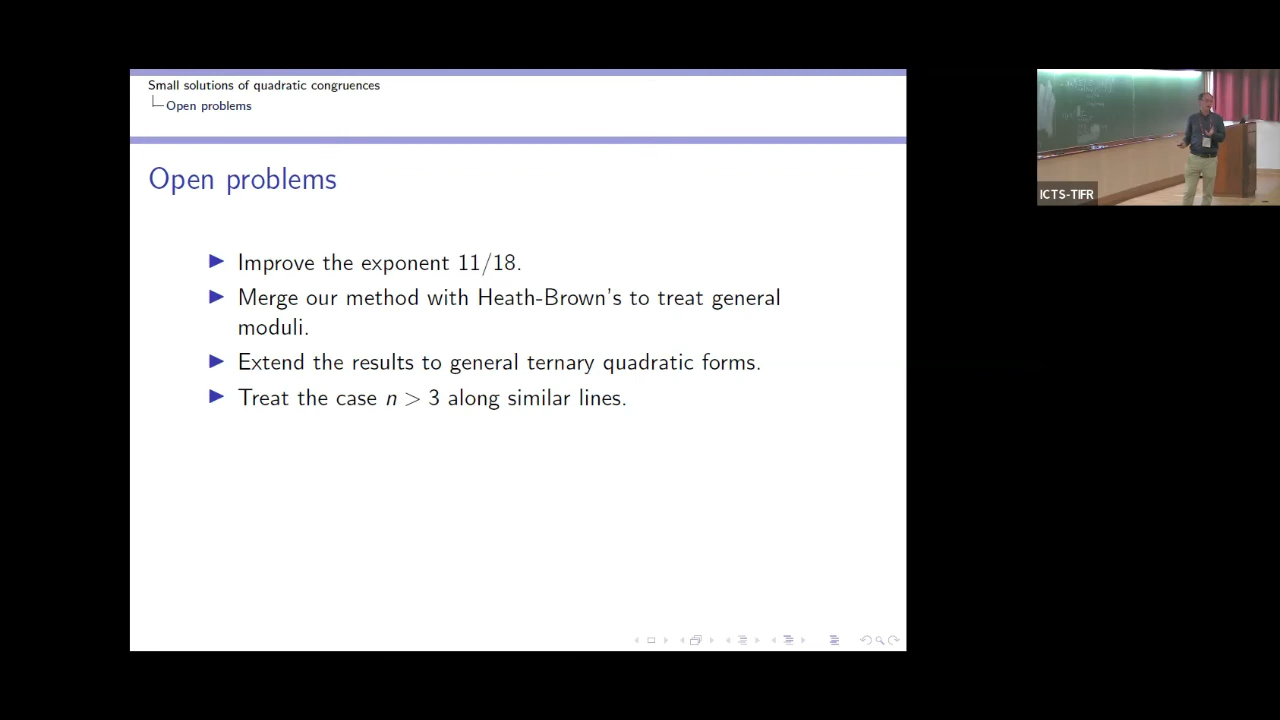 Small solutions of quadratic congruences
Open problems
Open problems
Improve the exponent 11/18.
Merge our method with Heath-Brown's to treat general
moduli.
Extend the results to general ternary quadratic forms.
Treat the case n > 3 along similar lines.
ICTS-TIFR